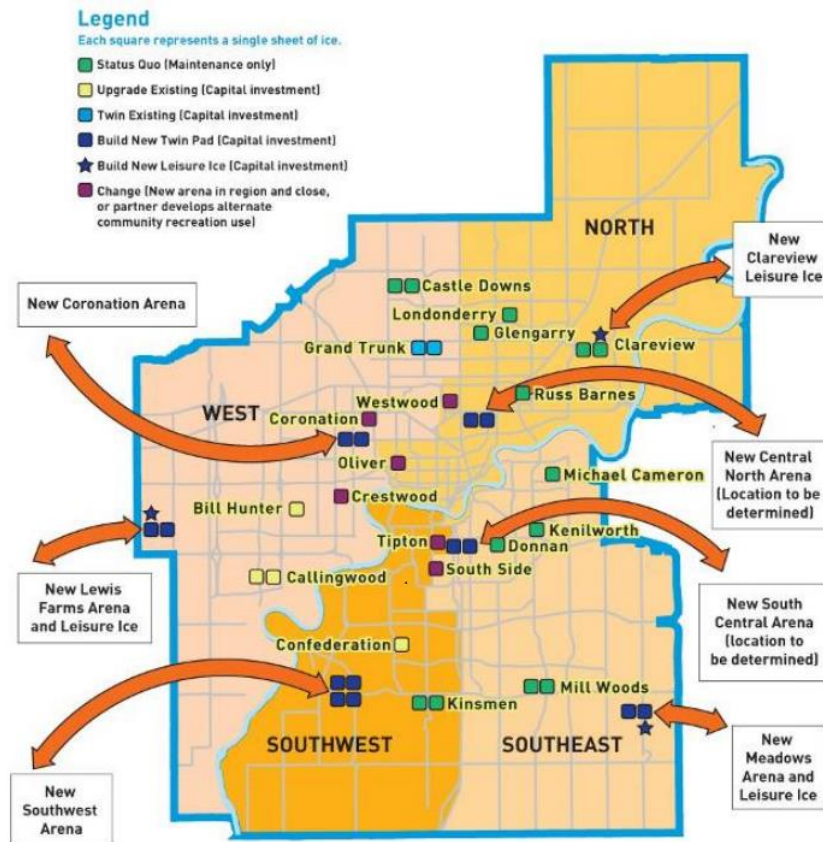 Legend
Each square represents a single sheet of ice.
Status Quo (Maintenance only)
Upgrade Existing (Capital investment)
Twin Existing (Capital investment)
Build New Twin Pad (Capital investment)
Build New Leisure Ice (Capital investment)
Change (New arena in region and close,
or partner develops alternate
community recreation use)
NORTH
New
Clareview
Leisure Ice
New Coronation Arena
Castle Downs
Londonderry
Glengarry
Grand Trunk
Clareview
WEST
Westwood
Russ Barnes
Coronation
Oliver
Michael Cameron
New Central
North Arena
(Location to be
determined)
Crestwood
Bill Hunter
Kenilworth
Tipton
Donnan
South Side
Callingwood
New Lewis
Farms Arena
and Leisure Ice
New South
Central Arena
(location to
be determined)
Confederation
Mill Woods
Kinsmen
SOUTHWEST
SOUTHEAST
New
Meadows
Arena and
Leisure Ice
New
Southwest
Arena